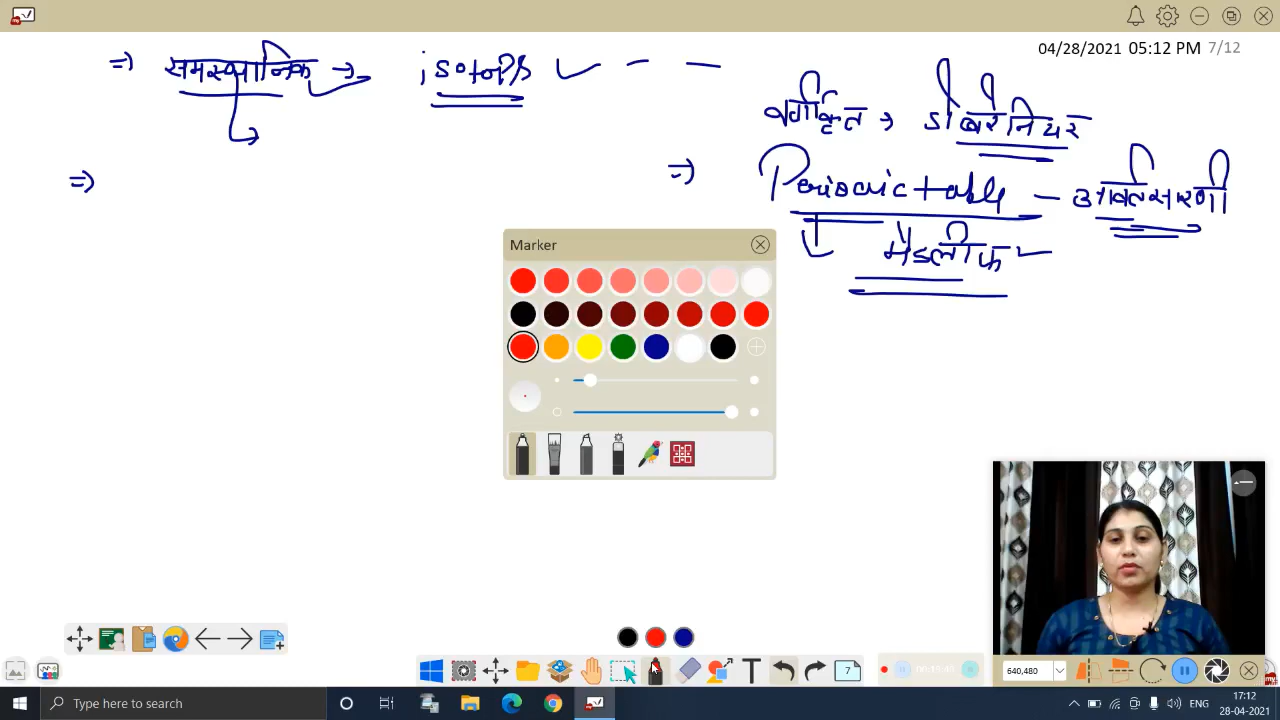 04/28/2021 05:12 PM 7/12
⇒ समस्थानिक → isotops ✓ - -
वर्गीकृत → डोबेरेनियर
⇒
⇒ Periodic table - आवर्तसारणी
मेंडलीफ
Marker
640,480
7
Type here to search
ENG
17:12
28-04-2021